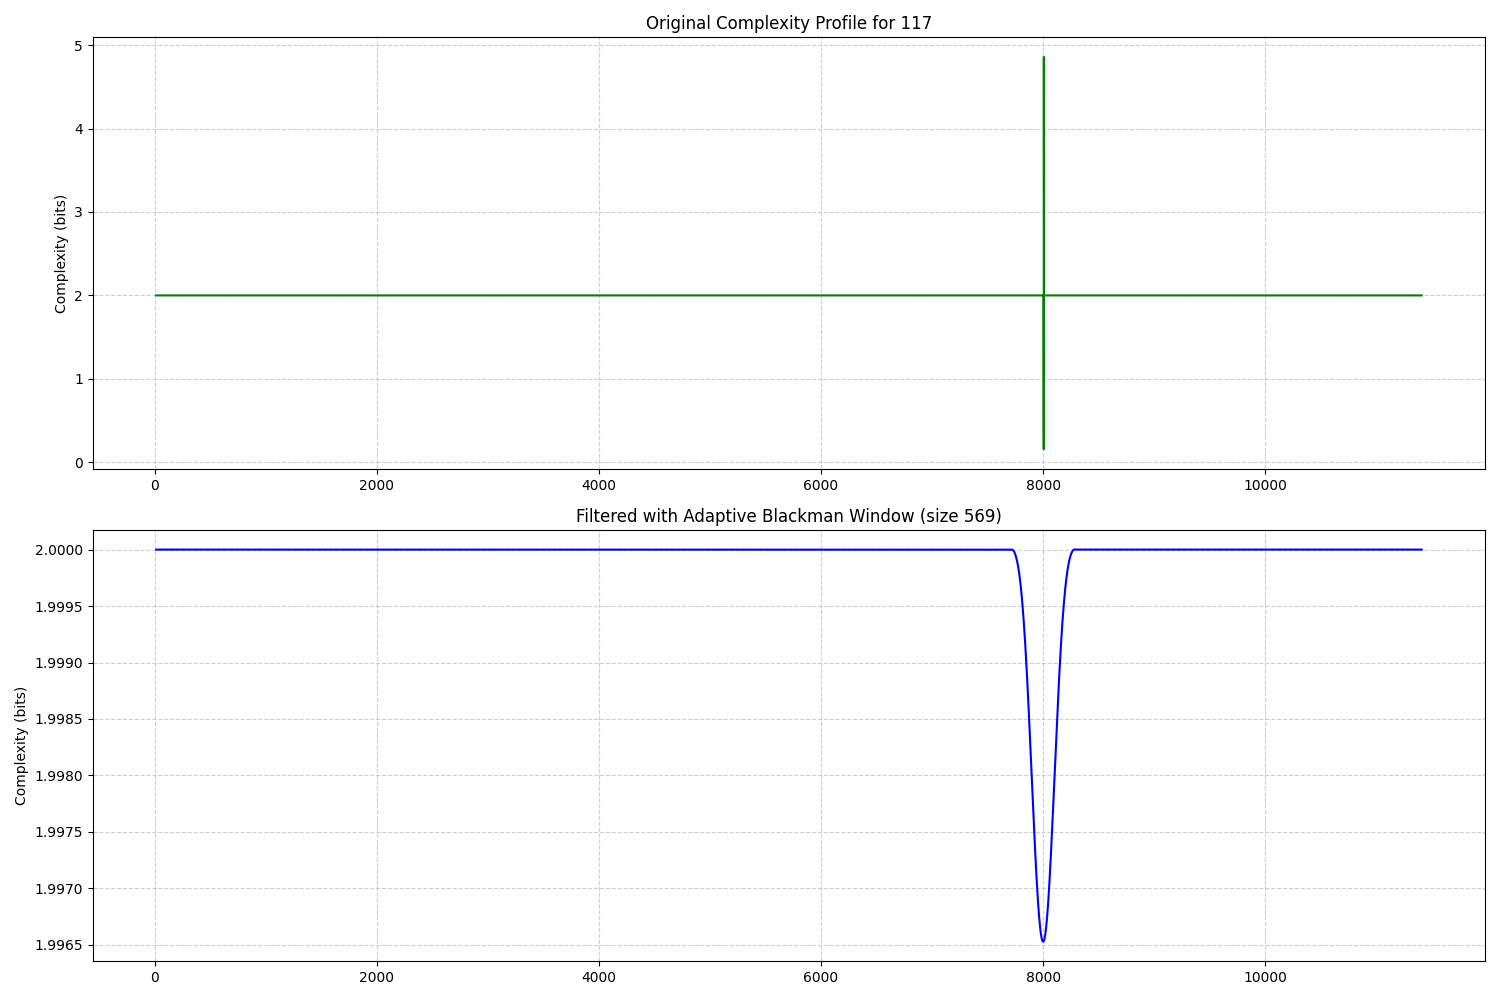 Original Complexity Profile for 117
5
4
3
2
1
0
Complexity (bits)
0 2000 4000 6000 8000 10000
Filtered with Adaptive Blackman Window (size 569)
2.0000
1.9995
1.9990
1.9985
1.9980
1.9975
1.9970
1.9965
Complexity (bits)
0 2000 4000 6000 8000 10000